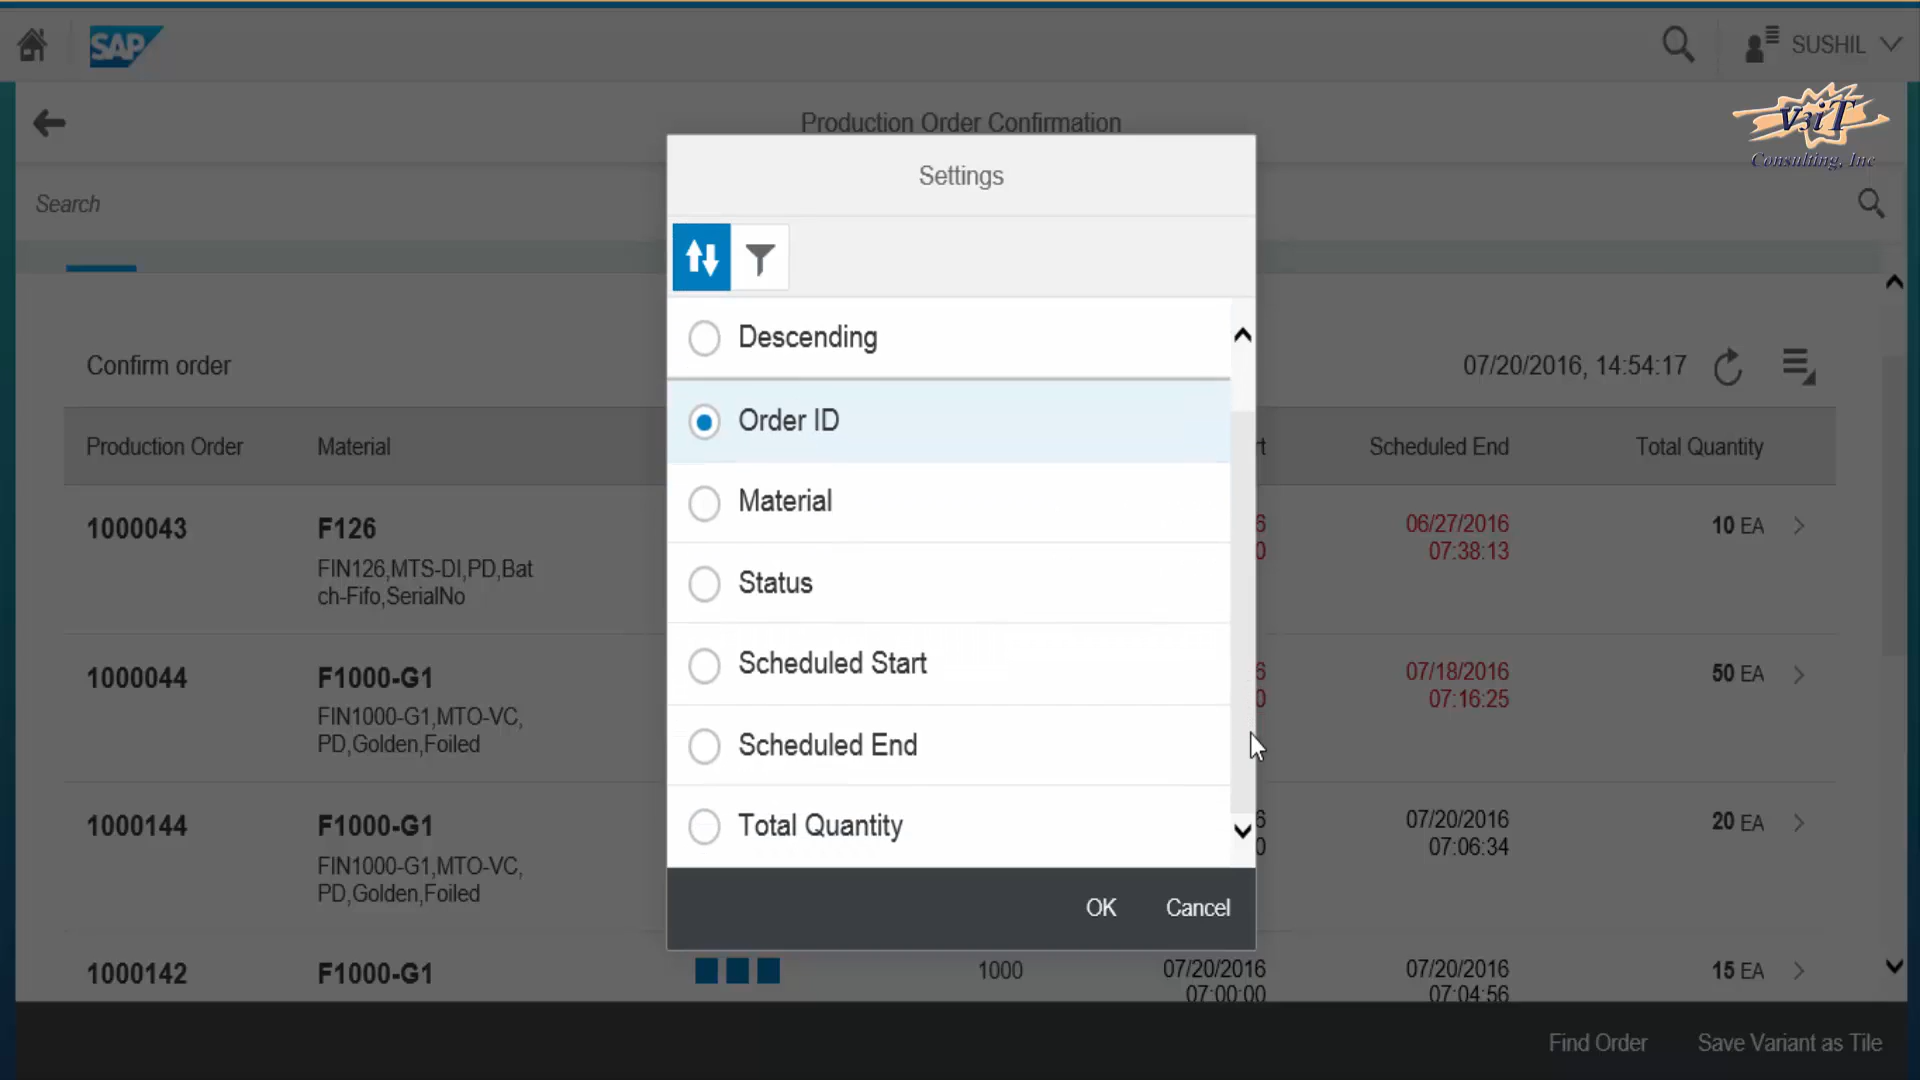 SAP
SUSHIL
V3iT
Consulting, Inc
Production Order Confirmation
Search
Settings
Descending
Order ID
Material
Status
Scheduled Start
Scheduled End
Total Quantity
OK Cancel
Confirm order
07/20/2016, 14:54:17
Production Order Material Scheduled End Total Quantity
1000043 F126 06/27/2016 10 EA
07:38:13
FIN126,MTS-DI,PD,Bat
ch-Fifo,SerialNo
1000044 F1000-G1 07/18/2016 50 EA
07:16:25
FIN1000-G1,MTO-VC,
PD,Golden,Foiled
1000144 F1000-G1 07/20/2016 20 EA
07:06:34
FIN1000-G1,MTO-VC,
PD,Golden,Foiled
1000142 F1000-G1 1000 07/20/2016 07/20/2016 15 EA
07:00:00 07:04:56
Find Order Save Variant as Tile